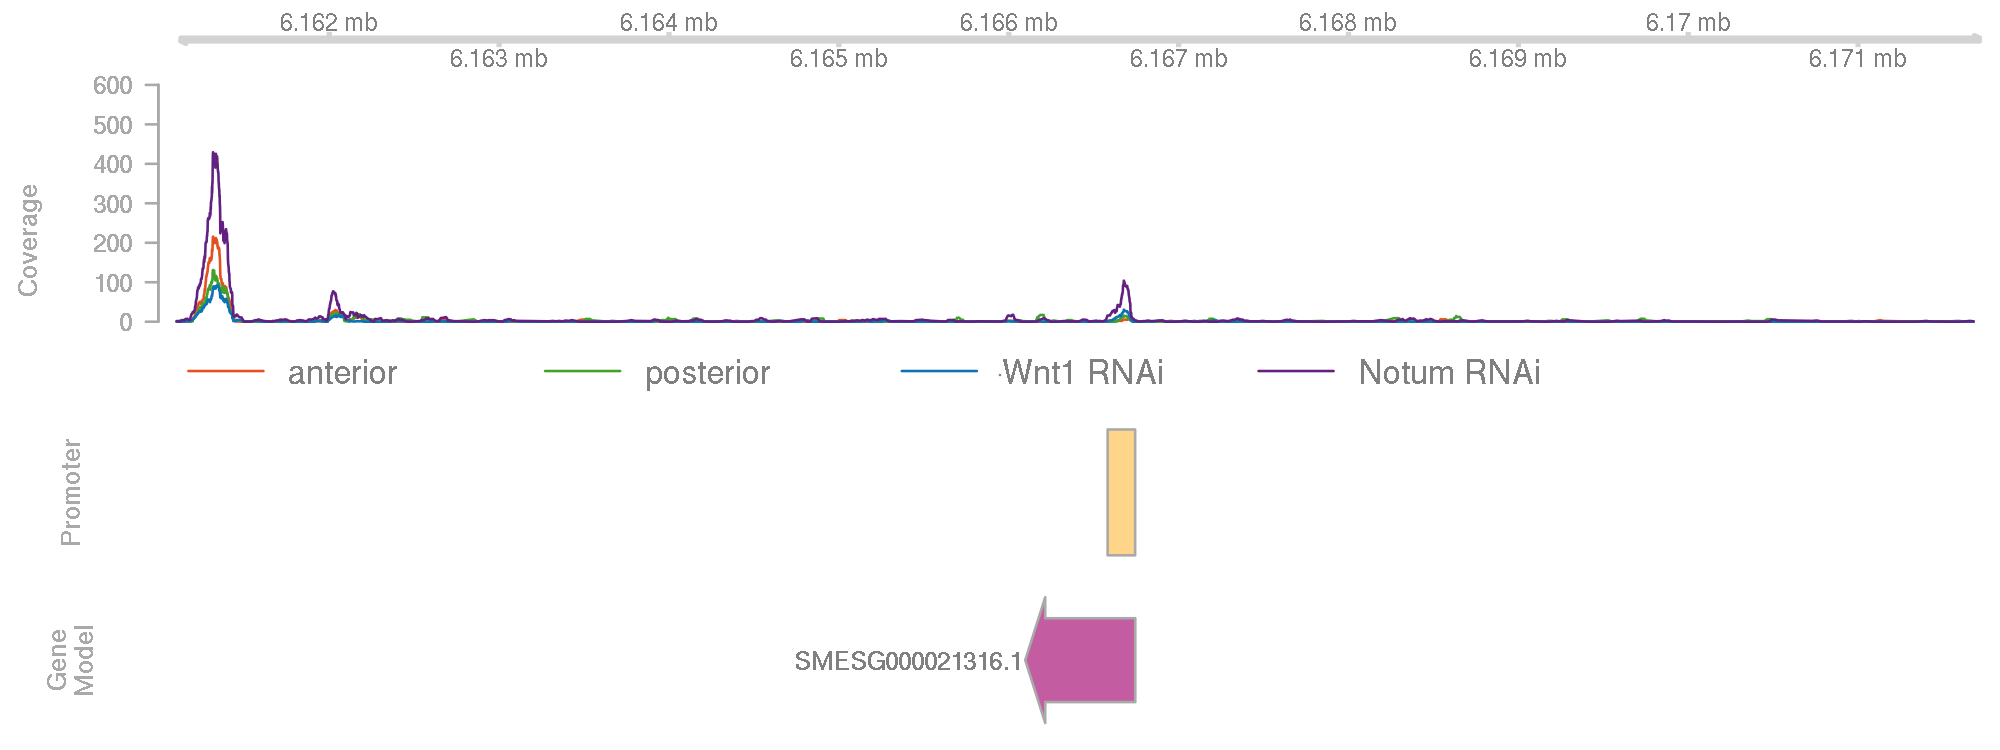 6.162 mb 6.164 mb 6.166 mb 6.168 mb 6.17 mb
6.163 mb 6.165 mb 6.167 mb 6.169 mb 6.171 mb
600
500
400
300
200
100
0
Coverage
anterior posterior Wnt1 RNAi Notum RNAi
Promoter
Gene
Model
SMESG000021316.1